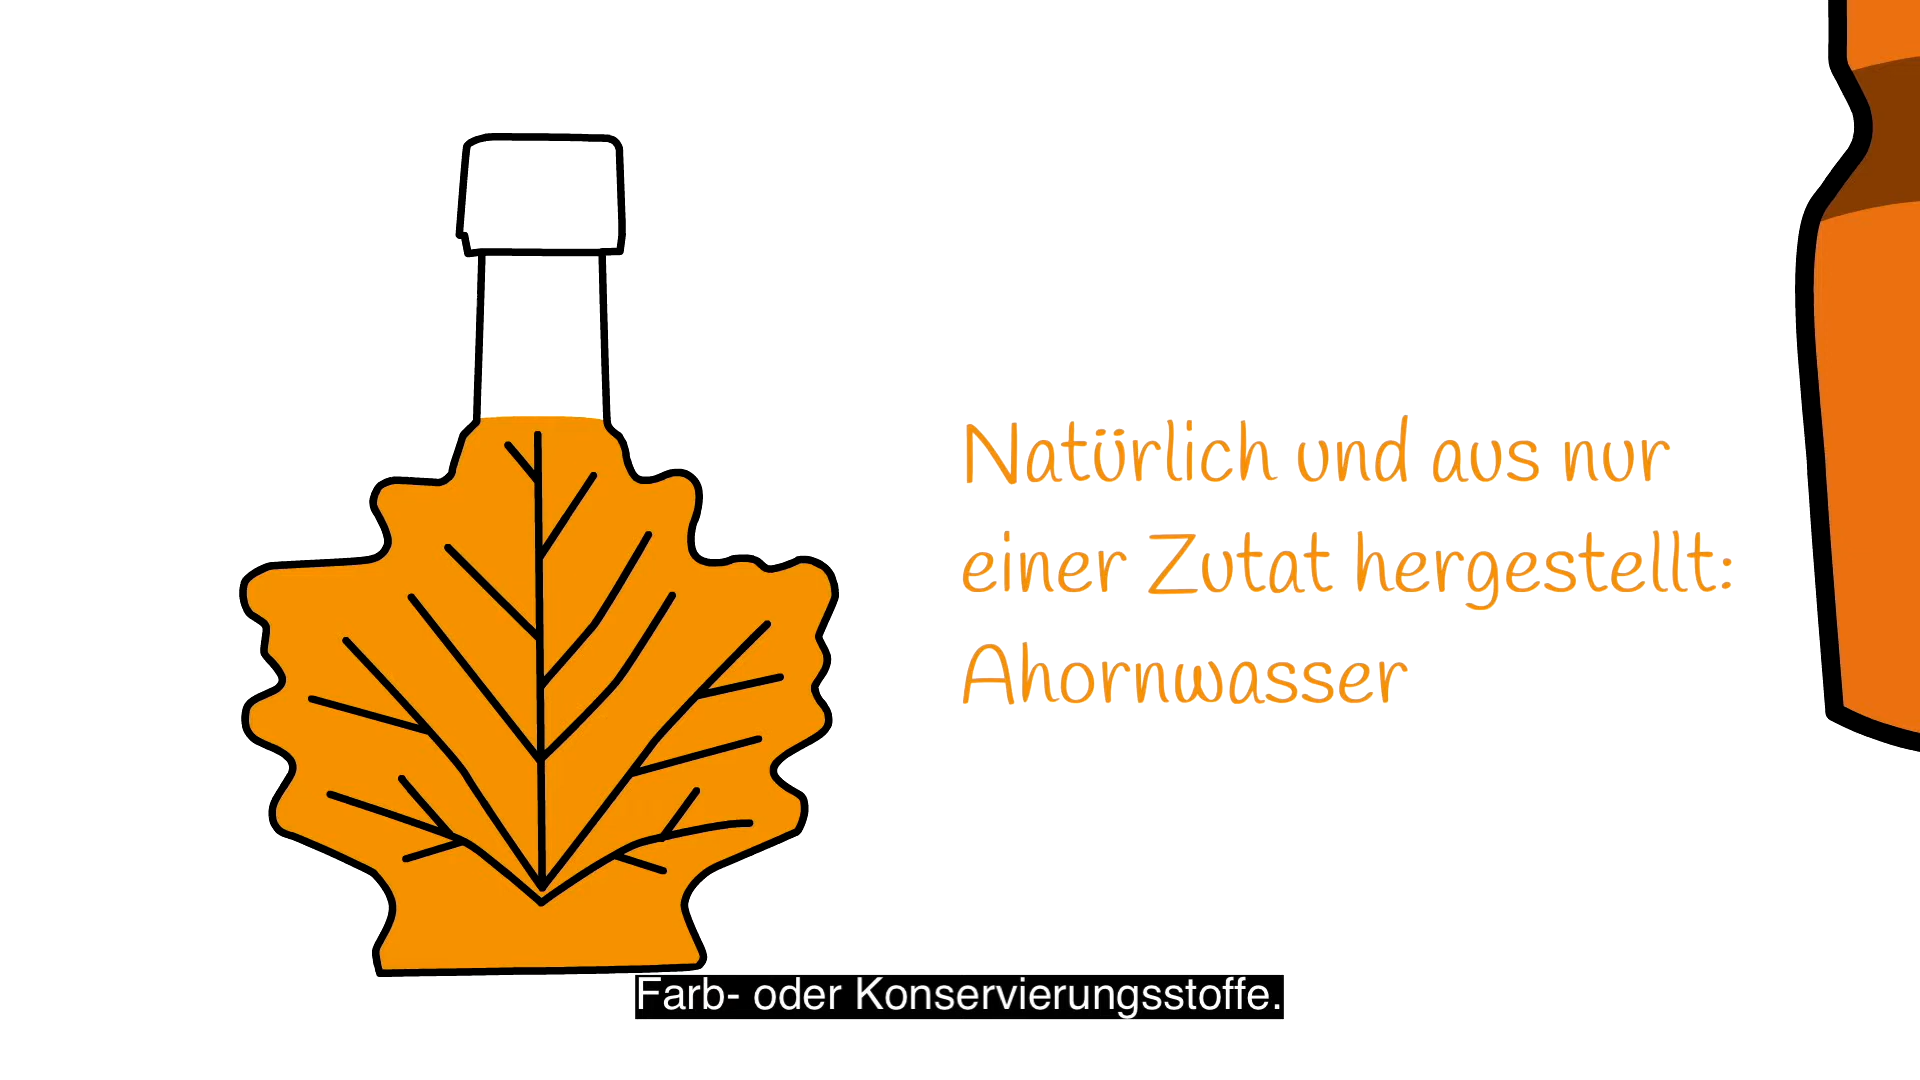 Natürlich und aus nur
einer Zutat hergestellt:
Ahornwasser
Farb- oder Konservierungsstoffe.